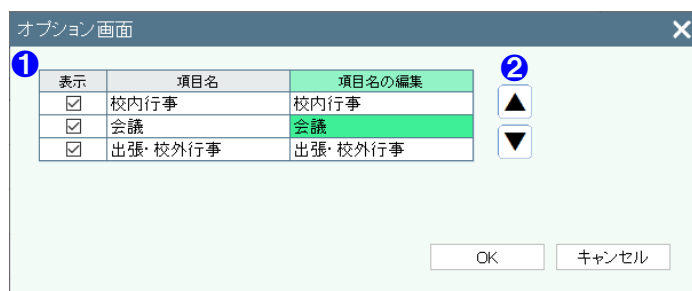 オプション画面
1
2
表示 項目名 項目名の編集
校内行事 校内行事
会議 会議
出張・校外行事 出張・校外行事
▲
▼
OK キャンセル